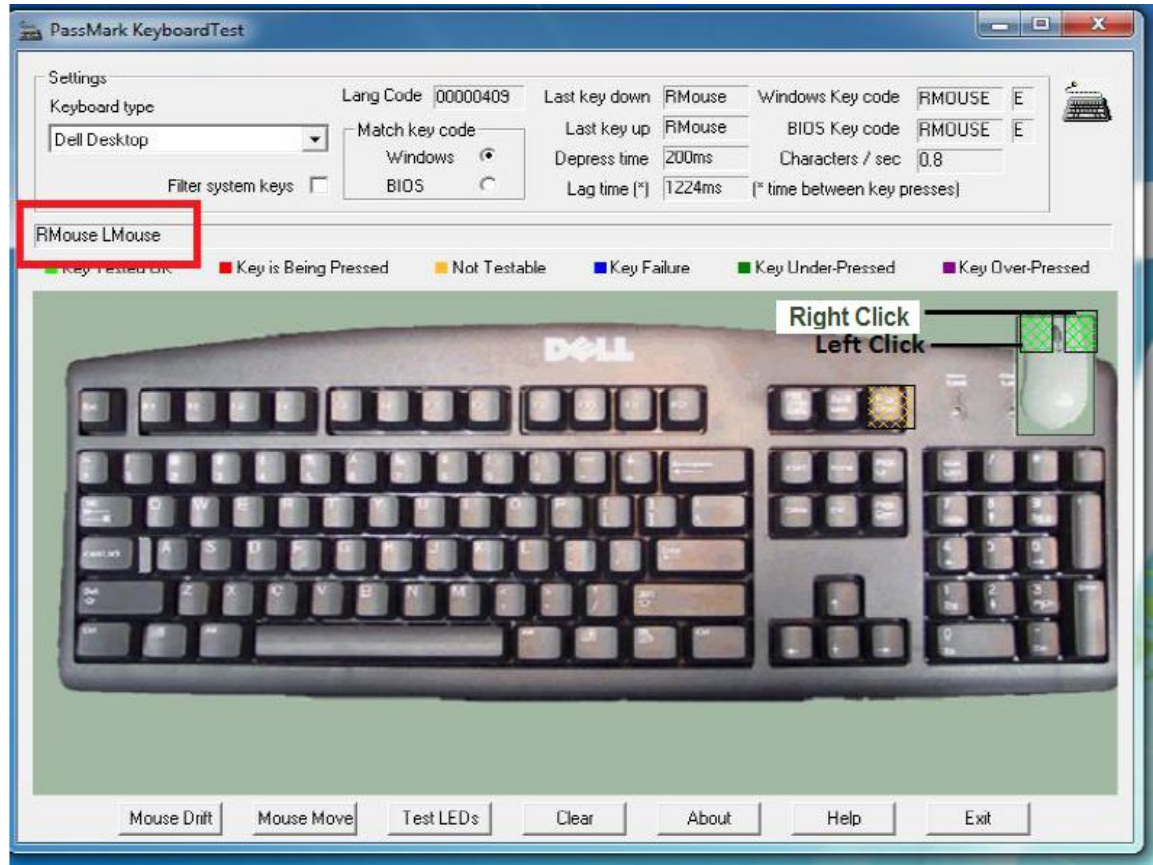 PassMark KeyboardTest
Settings
Keyboard type
Dell Desktop
Filter system keys
Lang Code 00000409
Match key code
Windows
BIOS
Last key down RMouse
Last key up RMouse
Depress time 200ms
Lag time (*) 1224ms
Windows Key code RMOUSE E
BIOS Key code RMOUSE E
Characters / sec 0.8
(* time between key presses)
RMouse LMouse
Key Tested OK
Key is Being Pressed
Not Testable
Key Failure
Key Under-Pressed
Key Over-Pressed
Right Click
Left Click
DELL
Mouse Drift
Mouse Move
Test LEDs
Clear
About
Help
Exit